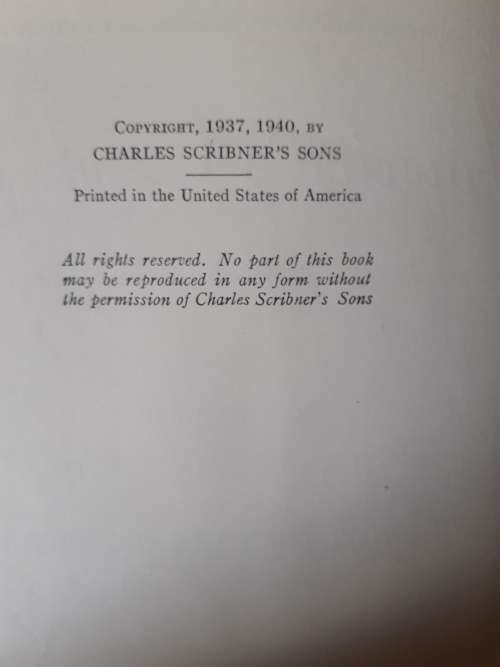 Copyright, 1937, 1940, by
CHARLES SCRIBNER'S SONS
Printed in the United States of America
All rights reserved. No part of this book
may be reproduced in any form without
the permission of Charles Scribner's Sons